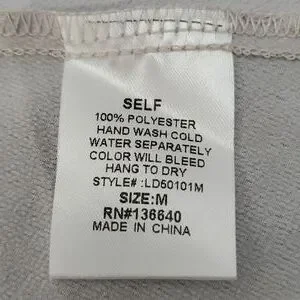 SELF
100% POLYESTER
HAND WASH COLD
WATER SEPARATELY
COLOR WILL BLEED
HANG TO DRY
STYLE# :LD50101M
SIZE:M
RN#136640
MADE IN CHINA